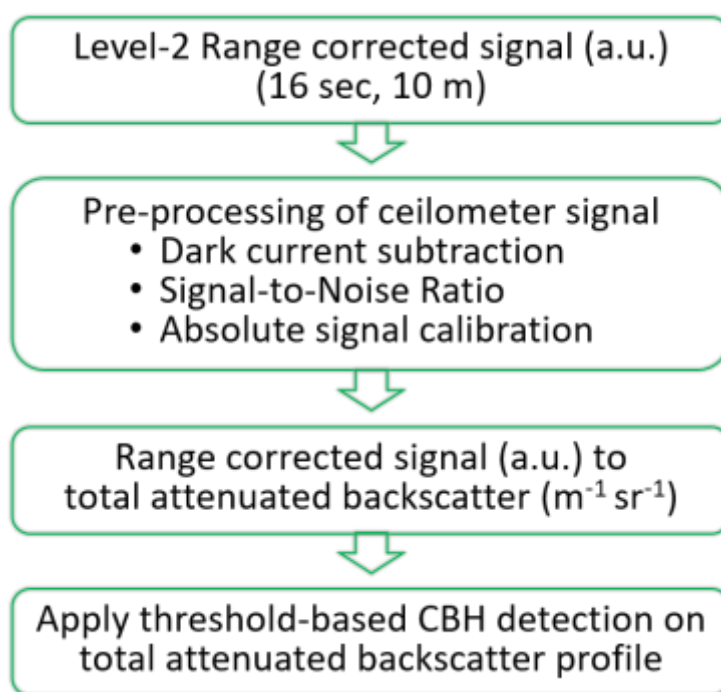 Level-2 Range corrected signal (a.u.)
(16 sec, 10 m)
Pre-processing of ceilometer signal
• Dark current subtraction
• Signal-to-Noise Ratio
• Absolute signal calibration
Range corrected signal (a.u.) to
total attenuated backscatter (m⁻¹ sr⁻¹)
Apply threshold-based CBH detection on
total attenuated backscatter profile